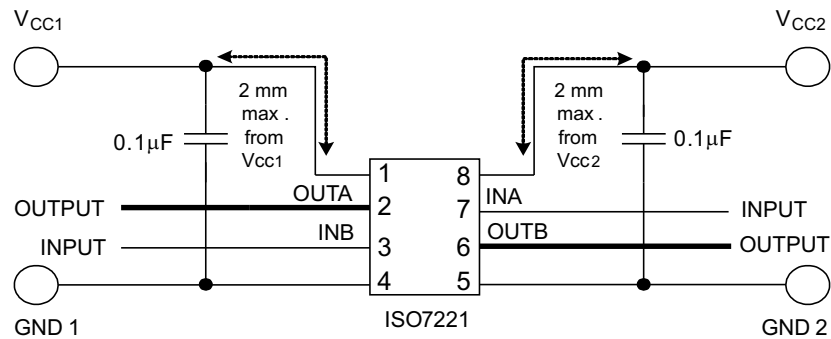 VCC1
VCC2
2 mm
max .
from
Vcc1
2 mm
max .
from
Vcc2
0.1µF
0.1µF
1
8
OUTA
2
7
INA
OUTPUT
INPUT
INB
3
6
OUTB
INPUT
OUTPUT
4
5
GND 1
ISO7221
GND 2